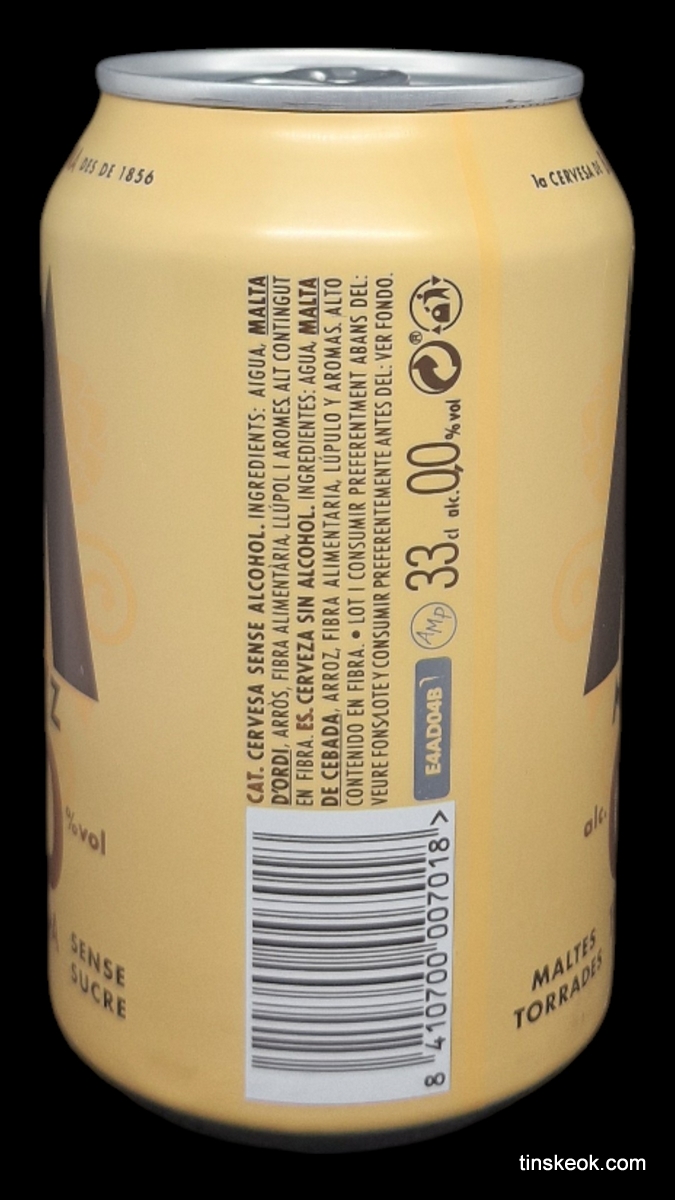 DES DE 1856
la CERVESA DE
CAT. CERVESA SENSE ALCOHOL. INGREDIENTS: AIGUA, MALTA
D'ORDI, ARRÒS, FIBRA ALIMENTÀRIA, LLÚPOL I AROMES. ALT CONTINGUT
EN FIBRA. ES. CERVEZA SIN ALCOHOL. INGREDIENTES: AGUA, MALTA
DE CEBADA, ARROZ, FIBRA ALIMENTARIA, LÚPULO Y AROMAS. ALTO
CONTENIDO EN FIBRA. • LOT I CONSUMIR PREFERENTMENT ABANS DEL:
VEURE FONS/LOTE Y CONSUMIR PREFERENTEMENTE ANTES DEL: VER FONDO.
E4AD04B AMP 33 cl alc. 0,0 % vol ®
8 410700 007018 >
Z
% vol
SENSE
SUCRE
alc.
MALTES
TORRADES
tinskeok.com